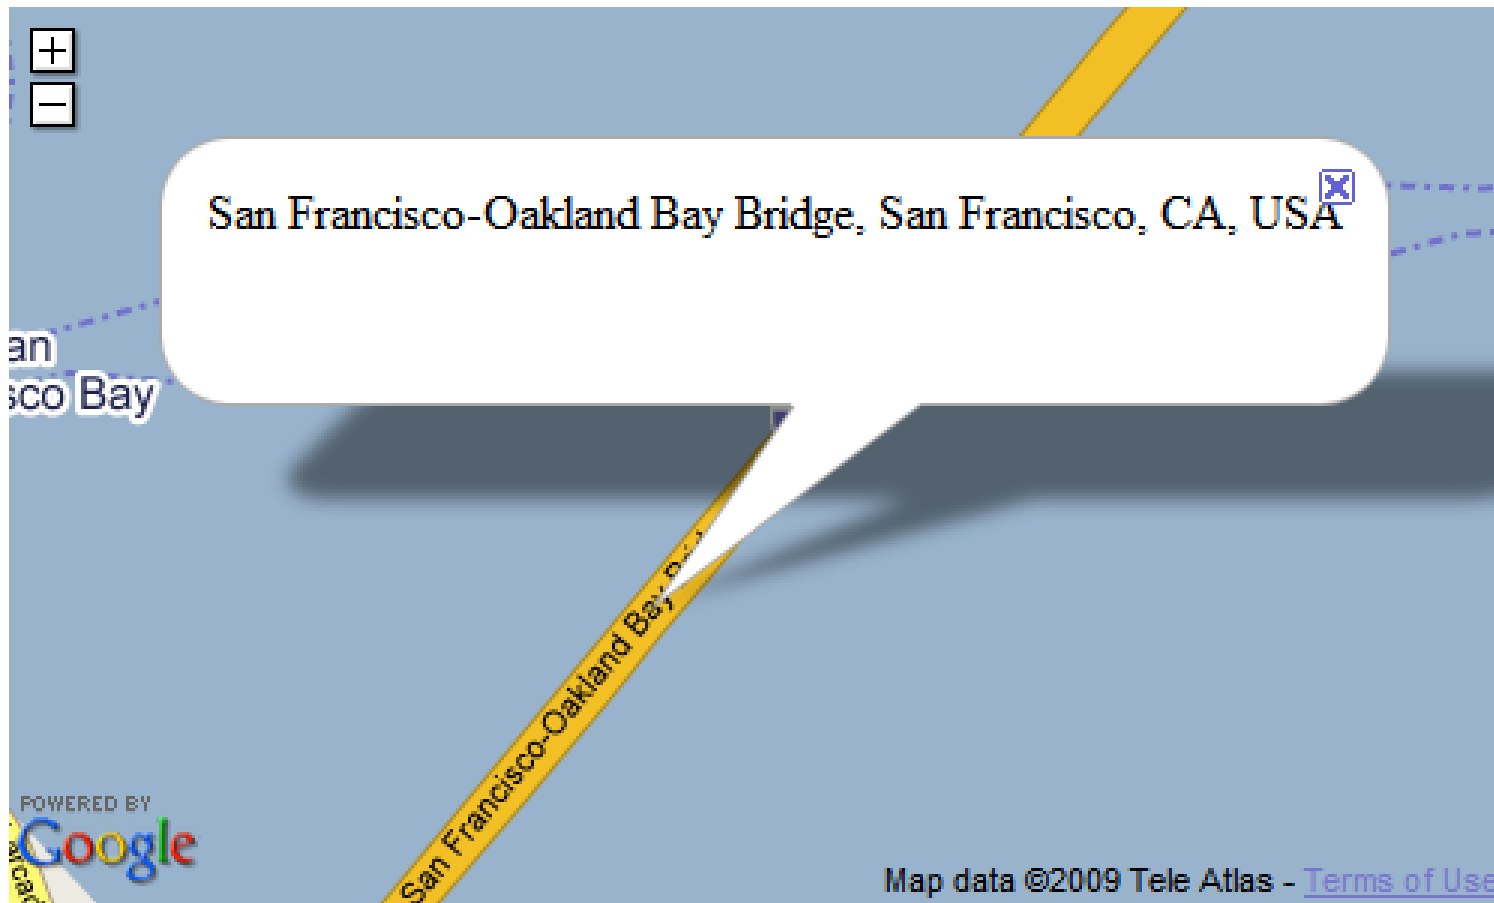 San Francisco-Oakland Bay Bridge, San Francisco, CA, USA
an
sco Bay
San Francisco-Oakland Bay
POWERED BY
Google
Map data ©2009 Tele Atlas - Terms of Use